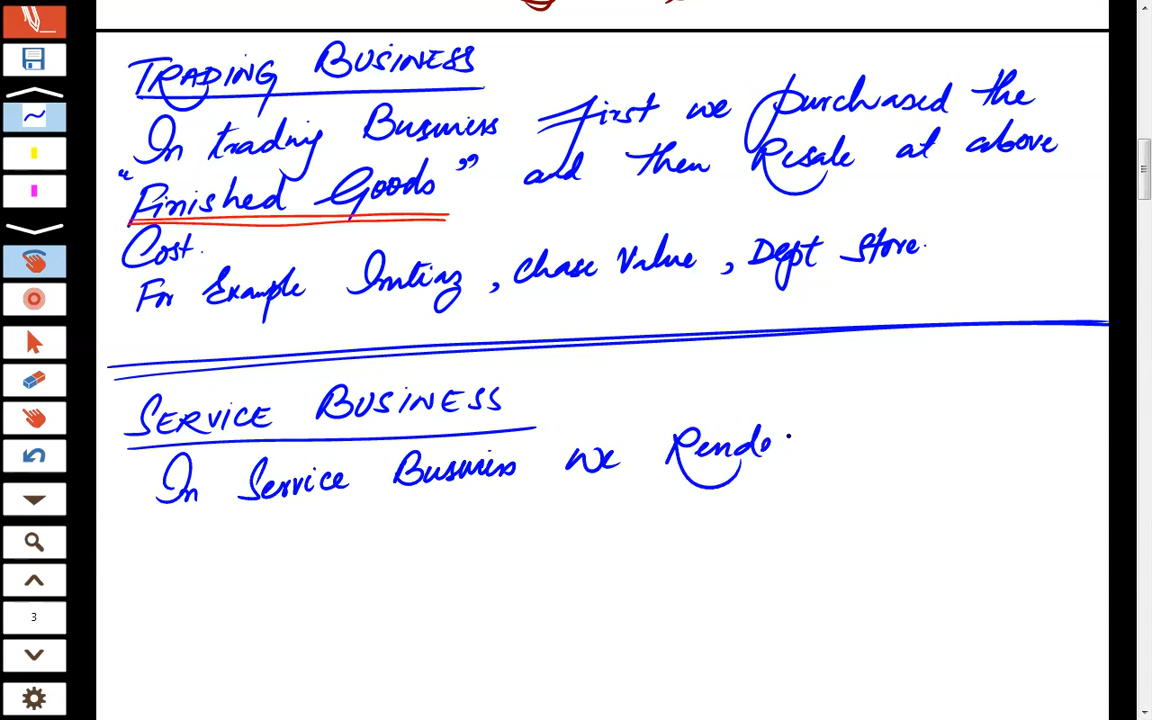 TRADING BUSINESS
In trading Business first we purchased the
"Finished Goods" and then Resale at above
Cost.
For Example Imtiaz, Chase Value, Dept Store.
SERVICE BUSINESS
In Service Business we Rende
3